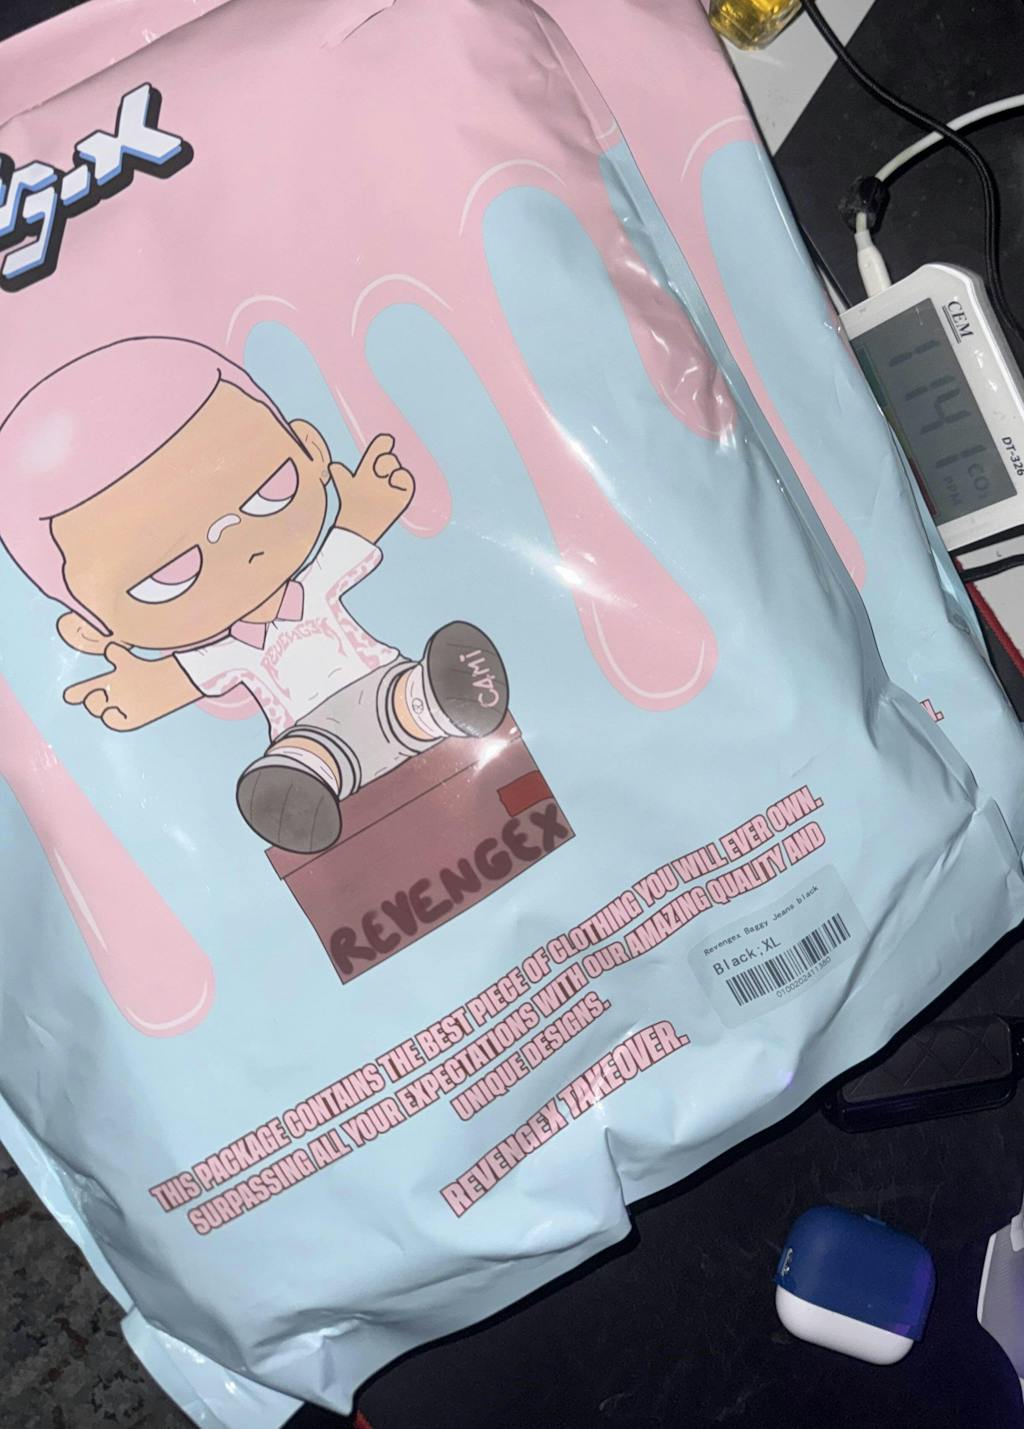 g.x
REVENGEX
CAMi
REVENGEX
THIS PACKAGE CONTAINS THE BEST PIECE OF CLOTHING YOU WILL EVER OWN.
SURPASSING ALL YOUR EXPECTATIONS WITH OUR AMAZING QUALITY AND
UNIQUE DESIGNS.
REVENGEX TAKEOVER.
Revengex Baggy Jeans black
Black;XL
CEM
1141
CO₂
PPM
DT-326